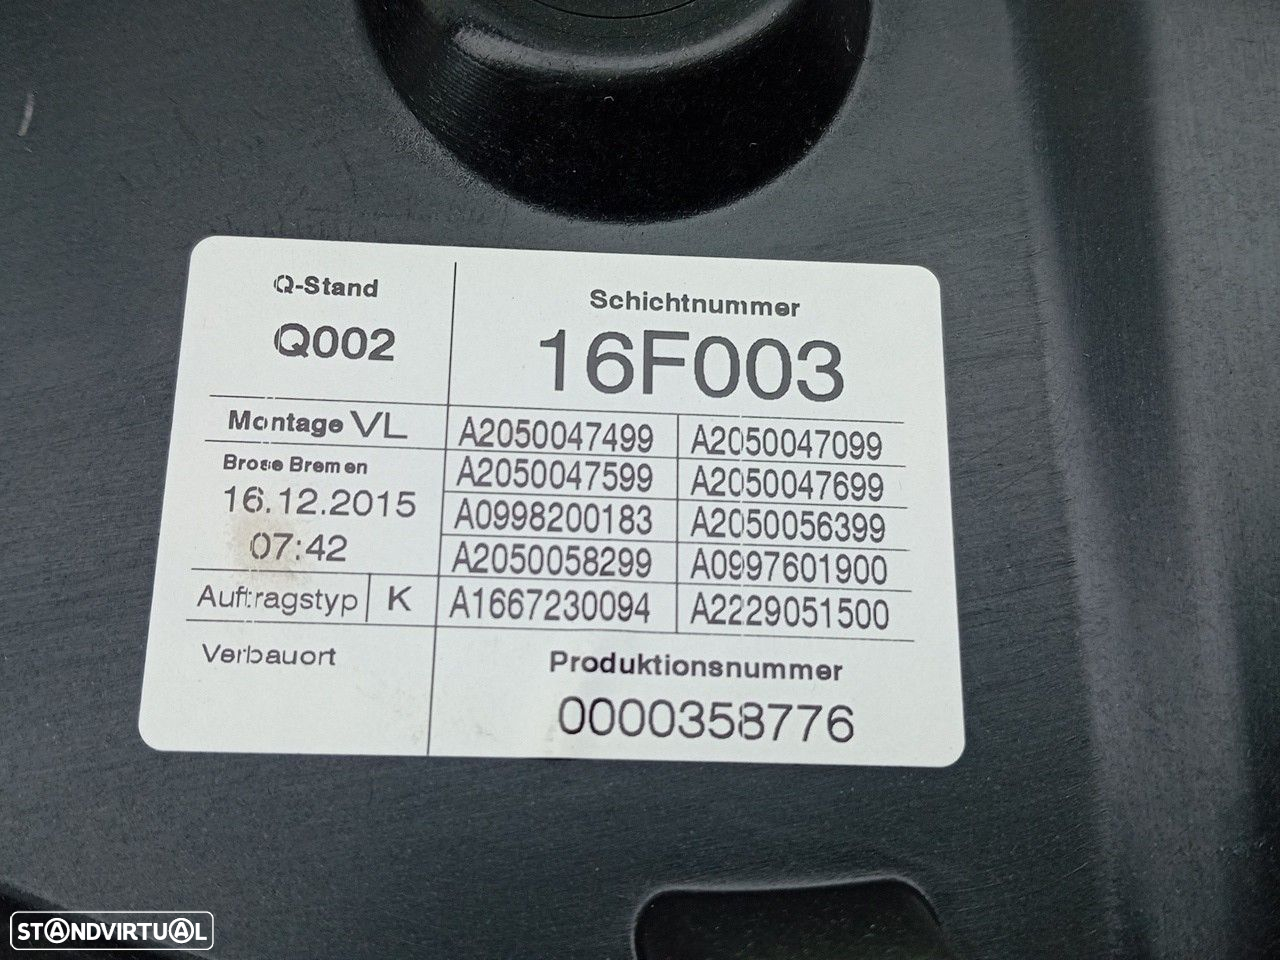 Q-Stand
Q002
Schichtnummer
16F003
Montage VL
Brose Bremen
16.12.2015
07:42
Auftragstyp K
A2050047499 A2050047099
A2050047599 A2050047699
A0998200183 A2050056399
A2050058299 A0997601900
A1667230094 A2229051500
Verbauort
Produktionsnummer
0000358776
STANDVIRTUAL